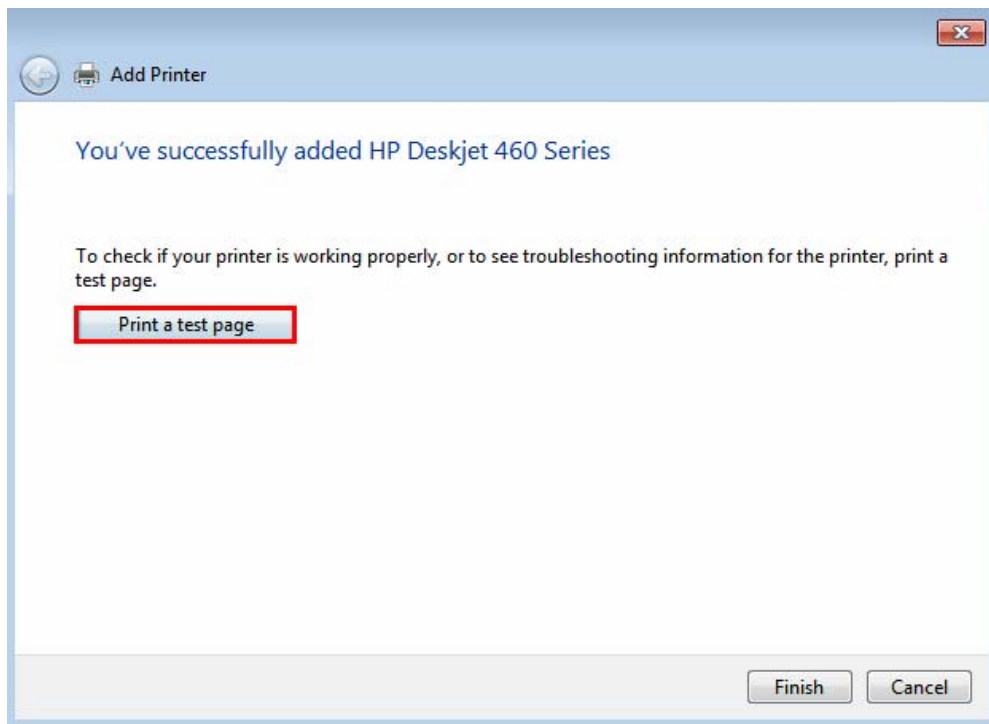 Add Printer
You've successfully added HP Deskjet 460 Series
To check if your printer is working properly, or to see troubleshooting information for the printer, print a
test page.
Print a test page
Finish
Cancel